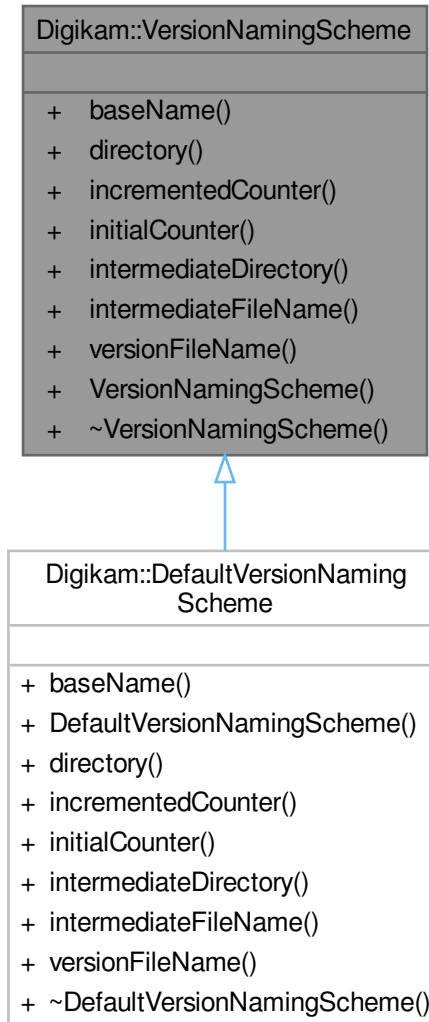 Digikam::VersionNamingScheme
+ baseName()
+ directory()
+ incrementedCounter()
+ initialCounter()
+ intermediateDirectory()
+ intermediateFileName()
+ versionFileName()
+ VersionNamingScheme()
+ ~VersionNamingScheme()
Digikam::DefaultVersionNaming
Scheme
+ baseName()
+ DefaultVersionNamingScheme()
+ directory()
+ incrementedCounter()
+ initialCounter()
+ intermediateDirectory()
+ intermediateFileName()
+ versionFileName()
+ ~DefaultVersionNamingScheme()